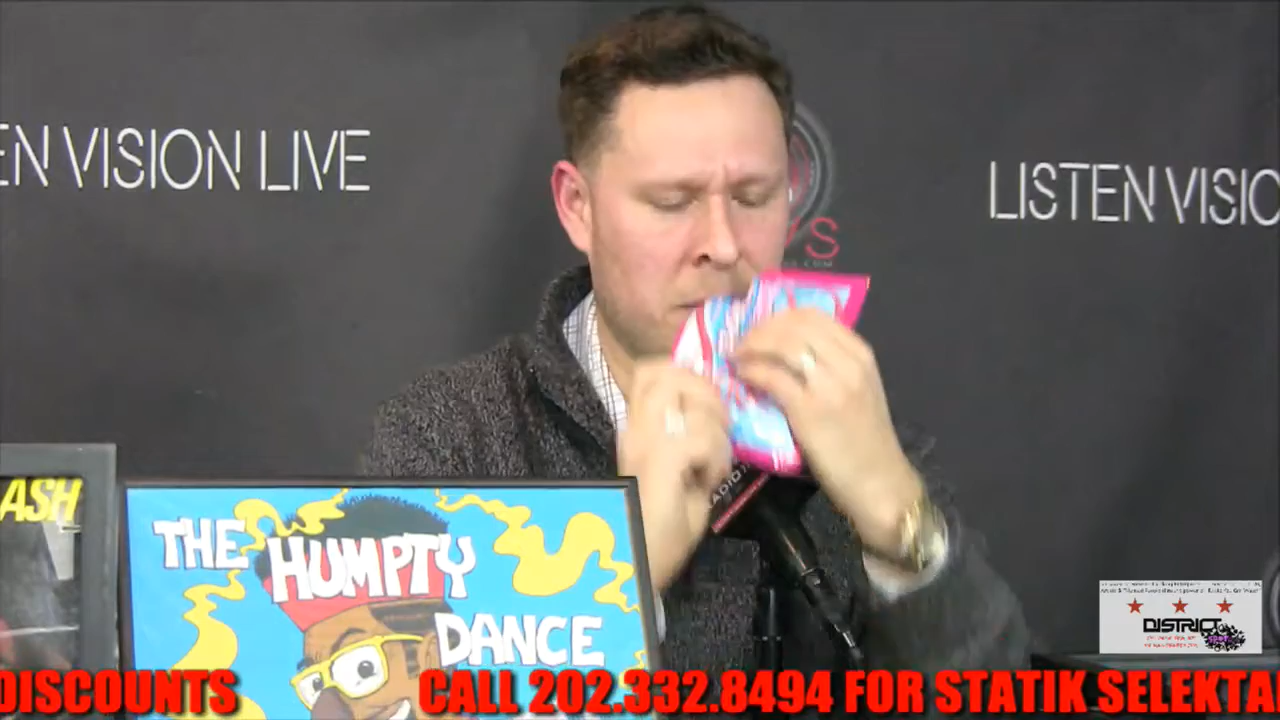 EN VISION LIVE
LISTEN VISIO
S
ASH
THE HUMPTY
DANCE
DISTRICT
DISCOUNTS CALL 202.332.8494 FOR STATIK SELEKTA